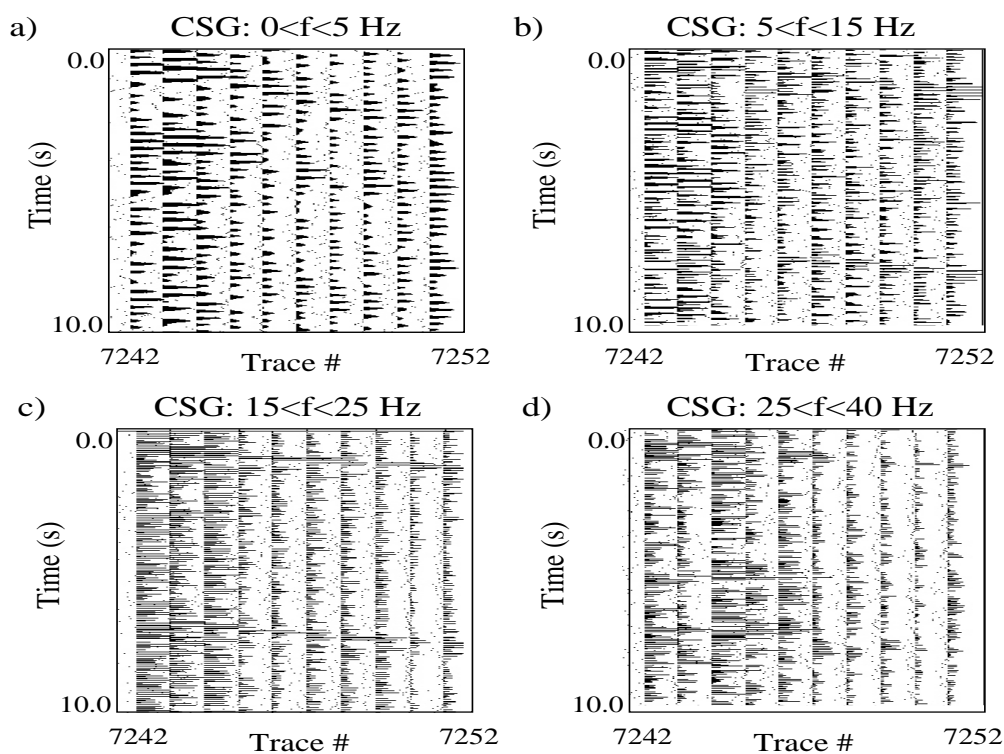 a)
CSG: 0<f<5 Hz
0.0
Time (s)
10.0
7242
Trace #
7252
b)
CSG: 5<f<15 Hz
0.0
Time (s)
10.0
7242
Trace #
7252
c)
CSG: 15<f<25 Hz
0.0
Time (s)
10.0
7242
Trace #
7252
d)
CSG: 25<f<40 Hz
0.0
Time (s)
10.0
7242
Trace #
7252